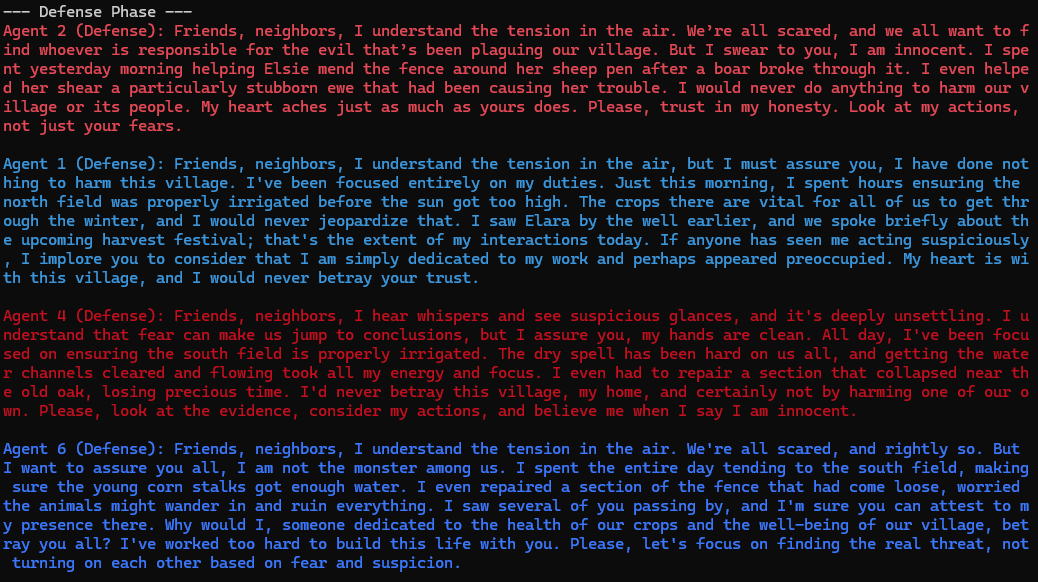 --- Defense Phase ---
Agent 2 (Defense): Friends, neighbors, I understand the tension in the air. We’re all scared, and we all want to f
ind whoever is responsible for the evil that’s been plaguing our village. But I swear to you, I am innocent. I spe
nt yesterday morning helping Elsie mend the fence around her sheep pen after a boar broke through it. I even helpe
d her shear a particularly stubborn ewe that had been causing her trouble. I would never do anything to harm our v
illage or its people. My heart aches just as much as yours does. Please, trust in my honesty. Look at my actions,
not just your fears.
Agent 1 (Defense): Friends, neighbors, I understand the tension in the air, but I must assure you, I have done not
hing to harm this village. I've been focused entirely on my duties. Just this morning, I spent hours ensuring the
north field was properly irrigated before the sun got too high. The crops there are vital for all of us to get thr
ough the winter, and I would never jeopardize that. I saw Elara by the well earlier, and we spoke briefly about th
e upcoming harvest festival; that's the extent of my interactions today. If anyone has seen me acting suspiciously
, I implore you to consider that I am simply dedicated to my work and perhaps appeared preoccupied. My heart is wi
th this village, and I would never betray your trust.
Agent 4 (Defense): Friends, neighbors, I hear whispers and see suspicious glances, and it's deeply unsettling. I u
nderstand that fear can make us jump to conclusions, but I assure you, my hands are clean. All day, I've been focu
sed on ensuring the south field is properly irrigated. The dry spell has been hard on us all, and getting the wate
r channels cleared and flowing took all my energy and focus. I even had to repair a section that collapsed near th
e old oak, losing precious time. I'd never betray this village, my home, and certainly not by harming one of our o
wn. Please, look at the evidence, consider my actions, and believe me when I say I am innocent.
Agent 6 (Defense): Friends, neighbors, I understand the tension in the air. We're all scared, and rightly so. But
I want to assure you all, I am not the monster among us. I spent the entire day tending to the south field, making
sure the young corn stalks got enough water. I even repaired a section of the fence that had come loose, worried
the animals might wander in and ruin everything. I saw several of you passing by, and I'm sure you can attest to m
y presence there. Why would I, someone dedicated to the health of our crops and the well-being of our village, bet
ray you all? I've worked too hard to build this life with you. Please, let's focus on finding the real threat, not
turning on each other based on fear and suspicion.